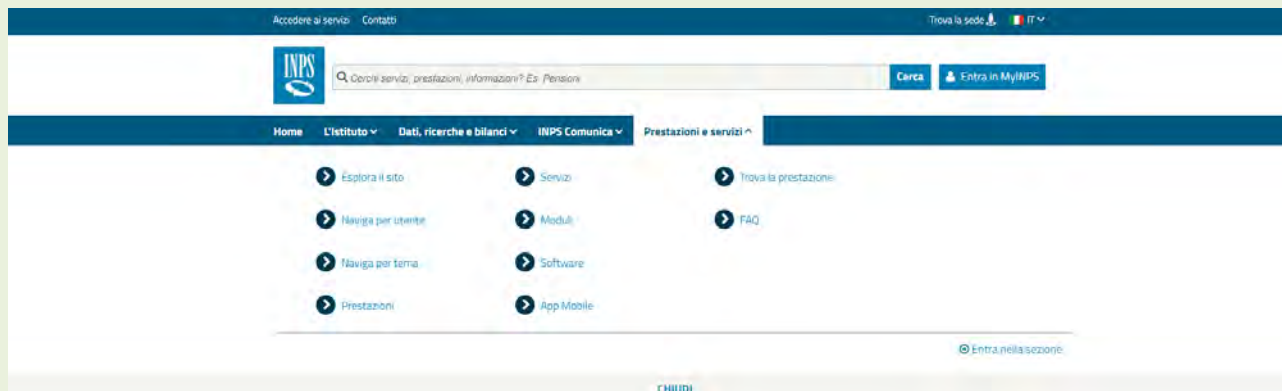 Accedere ai servizi Contatti Trova la sede IT
INPS
Cerchi servizi, prestazioni, informazioni? Es. Pensioni Cerca Entra in MyINPS
Home L'Istituto Dati, ricerche e bilanci INPS Comunica Prestazioni e servizi
Esplora il sito Servizi Trova la prestazione
Naviga per utente Moduli FAQ
Naviga per tema Software
Prestazioni App Mobile
Entra nella sezione
CHIUDI